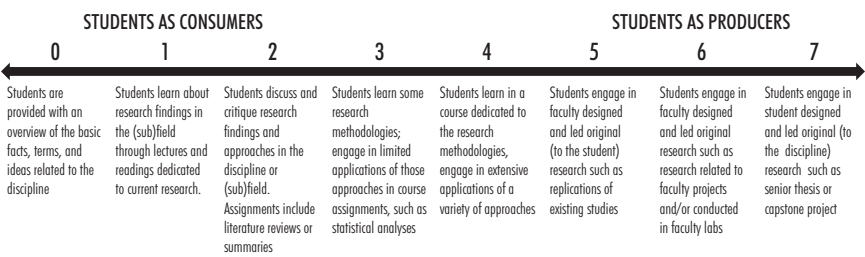 STUDENTS AS CONSUMERS
STUDENTS AS PRODUCERS
0
1
2
3
4
5
6
7
Students are
provided with an
overview of the basic
facts, terms, and
ideas related to the
discipline
Students learn about
research findings in
the (sub)field
through lectures and
readings dedicated
to current research.
Students discuss and
critique research
findings and
approaches in the
discipline or
(sub)field.
Assignments include
literature reviews or
summaries
Students learn some
research
methodologies;
engage in limited
applications of those
approaches in course
assignments, such as
statistical analyses
Students learn in a
course dedicated to
the research
methodologies,
engage in extensive
applications of a
variety of approaches
Students engage in
faculty designed
and led original
(to the student)
research such as
replications of
existing studies
Students engage in
faculty designed
and led original
research such as
research related to
faculty projects
and/or conducted
in faculty labs
Students engage in
student designed
and led original (to
the discipline)
research such as
senior thesis or
capstone project